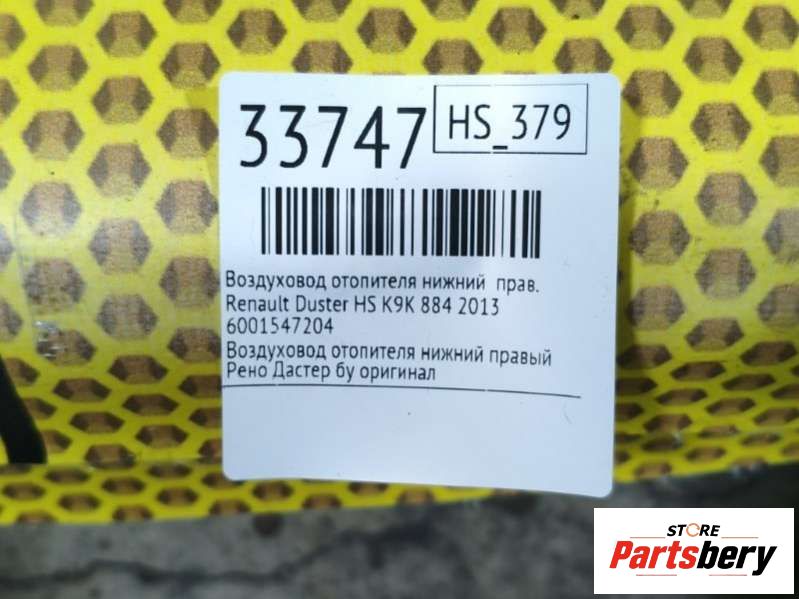 33747
HS_379
Воздуховод отопителя нижний прав.
Renault Duster HS K9K 884 2013
6001547204
Воздуховод отопителя нижний правый
Рено Дастер бу оригинал
STORE
Partsbery